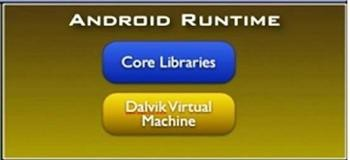 ANDROID RUNTIME
Core Libraries
Dalvik Virtual
Machine